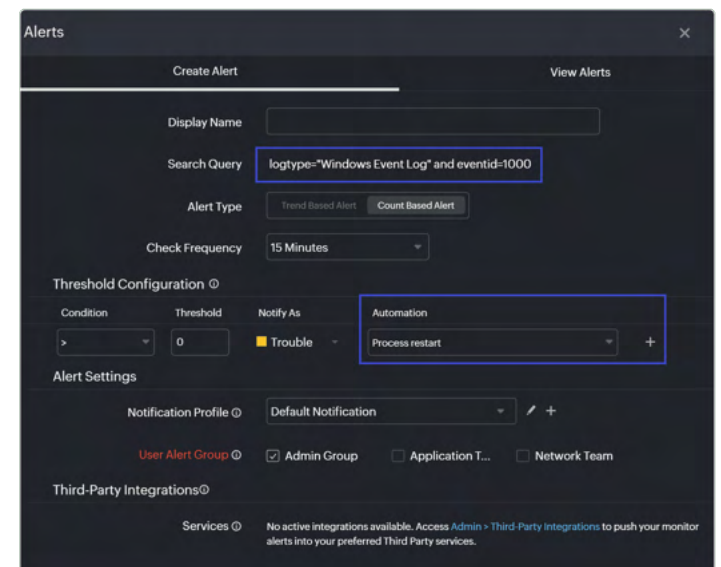 Alerts
Create Alert View Alerts
Display Name
Search Query logtype="Windows Event Log" and eventid=1000
Alert Type Trend Based Alert Count Based Alert
Check Frequency 15 Minutes
Threshold Configuration
Condition Threshold Notify As Automation
> 0 Trouble Process restart +
Alert Settings
Notification Profile Default Notification +
User Alert Group Admin Group Application T... Network Team
Third-Party Integrations
Services No active integrations available. Access Admin > Third-Party Integrations to push your monitor
alerts into your preferred Third Party services.